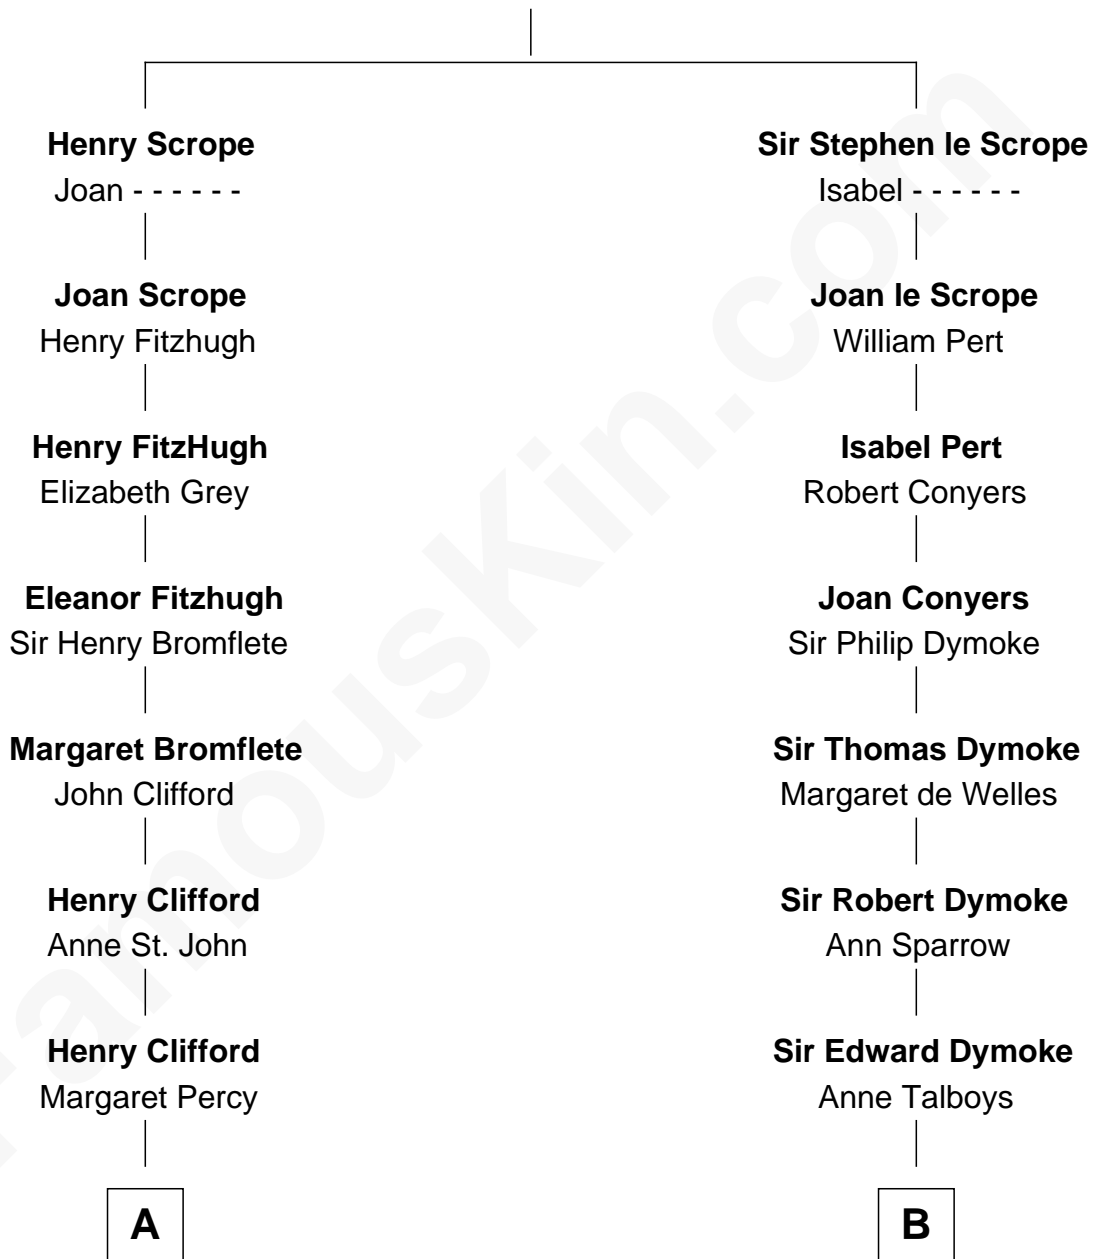 Henry Scrope
Joan - - - - - -
Joan Scrope
Henry Fitzhugh
Henry FitzHugh
Elizabeth Grey
Eleanor Fitzhugh
Sir Henry Bromflete
Margaret Bromflete
John Clifford
Henry Clifford
Anne St. John
Henry Clifford
Margaret Percy
A
Sir Stephen le Scrope
Isabel - - - - - -
Joan le Scrope
William Pert
Isabel Pert
Robert Conyers
Joan Conyers
Sir Philip Dymoke
Sir Thomas Dymoke
Margaret de Welles
Sir Robert Dymoke
Ann Sparrow
Sir Edward Dymoke
Anne Talboys
B
FamousKin.com